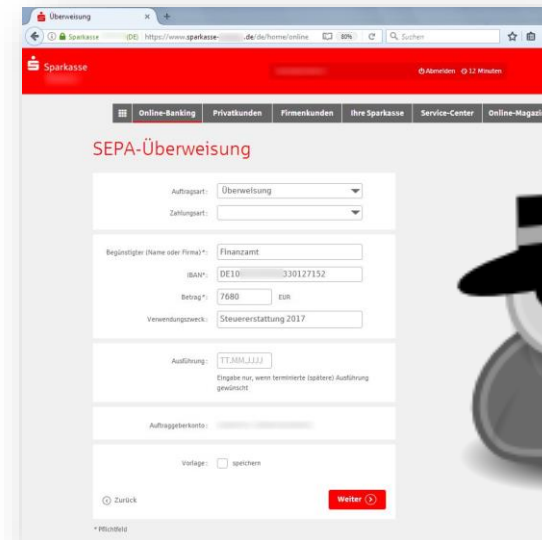 Überweisung
Sparkasse (DE) https://www.sparkasse- .de/de/home/online 80% Suchen
Sparkasse
Abmelden 12 Minuten
Online-Banking Privatkunden Firmenkunden Ihre Sparkasse Service-Center Online-Magazi
SEPA-Überweisung
Auftragsart: Überweisung
Zahlungsart:
Begünstigter (Name oder Firma)*: Finanzamt
IBAN*: DE10 330127152
Betrag*: 7680 EUR
Verwendungszweck: Steuererstattung 2017
Ausführung: TT.MM.JJJJ
Eingabe nur, wenn terminierte (spätere) Ausführung
gewünscht
Auftraggeberkonto:
Vorlage: speichern
Zurück Weiter
* Pflichtfeld